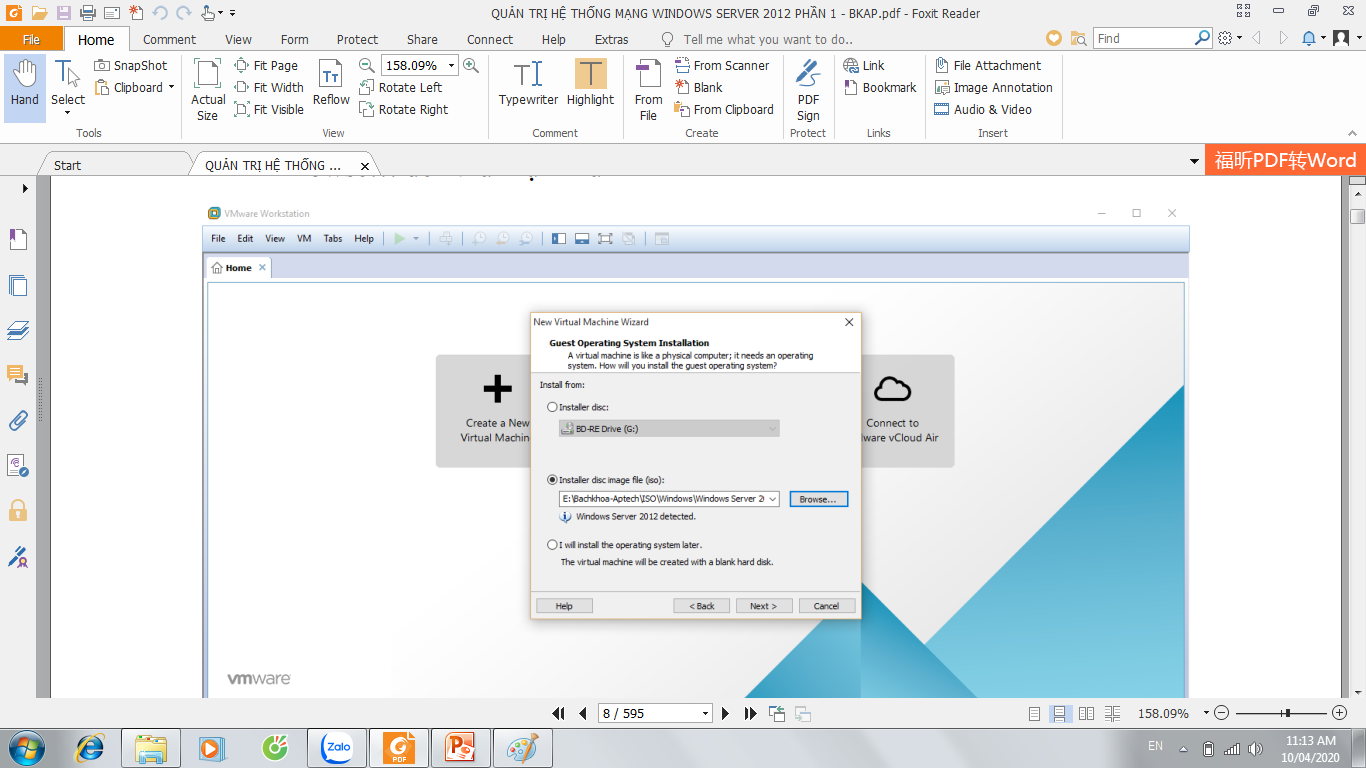 QUẢN TRỊ HỆ THỐNG MẠNG WINDOWS SERVER 2012 PHẦN 1 - BKAP.pdf - Foxit Reader
File Home Comment View Form Protect Share Connect Help Extras Tell me what you want to do.. Find
Hand
Select
SnapShot
Clipboard
Tools
Actual Size
Fit Page
Fit Width
Fit Visible
Reflow
158.09%
Rotate Left
Rotate Right
View
Typewriter
Highlight
Comment
From File
From Scanner
Blank
From Clipboard
Create
PDF Sign
Protect
Link
Bookmark
Links
File Attachment
Image Annotation
Audio & Video
Insert
Start
QUẢN TRỊ HỆ THỐNG ...
福昕PDF转Word
VMware Workstation
File Edit View VM Tabs Help
Home
Create a New
Virtual Machin
Connect to
ware vCloud Air
New Virtual Machine Wizard
Guest Operating System Installation
A virtual machine is like a physical computer; it needs an operating
system. How will you install the guest operating system?
Install from:
Installer disc:
BD-RE Drive (G:)
Installer disc image file (iso):
E:\Bachkhoa-Aptech\ISO\Windows\Windows Server 2
Browse...
Windows Server 2012 detected.
I will install the operating system later.
The virtual machine will be created with a blank hard disk.
Help
< Back
Next >
Cancel
vmware
8 / 595
158.09%
Zalo
PDF
EN
11:13 AM
10/04/2020